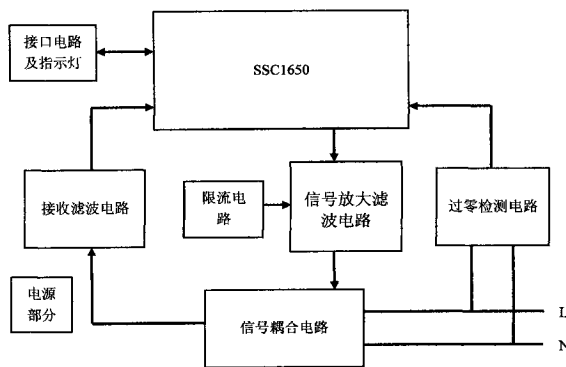 接口电路
及指示灯
SSC1650
接收滤波电路
限流电
路
信号放大滤
波电路
过零检测电路
电源
部分
信号耦合电路
L
N